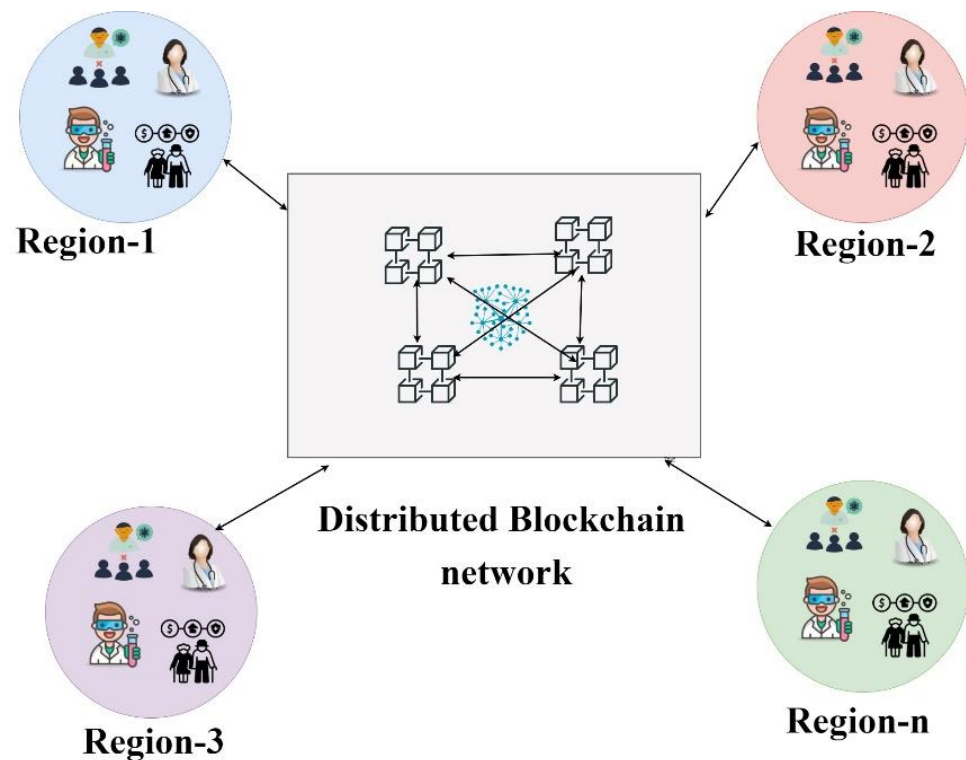 Region-1
Region-2
Distributed Blockchain
network
Region-3
Region-n